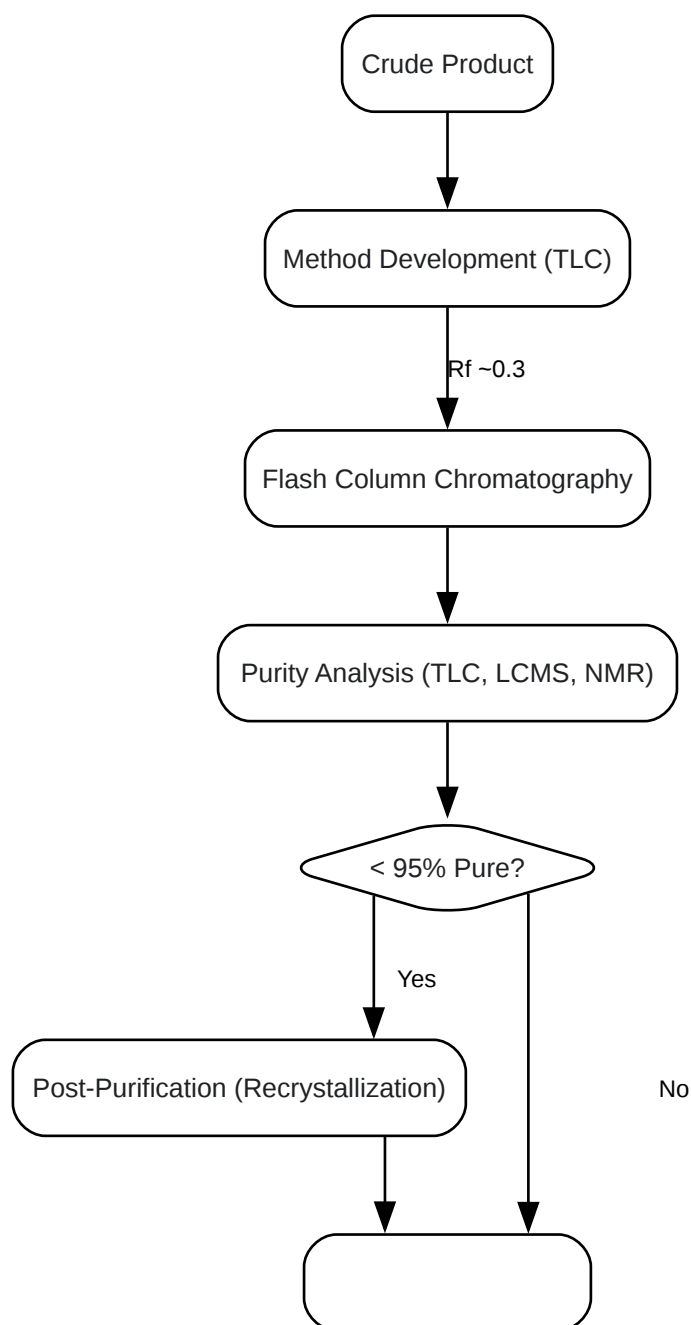 Crude Product
Method Development (TLC)
Rf ~0.3
Flash Column Chromatography
Purity Analysis (TLC, LCMS, NMR)
< 95% Pure?
Yes
Post-Purification (Recrystallization)
No